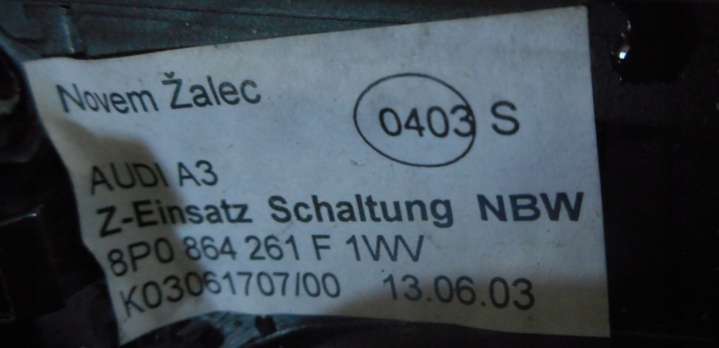 Novem Žalec
0403 S
AUDI A3
Z-Einsatz Schaltung NBW
8P0 864 261 F 1WV
K03061707/00 13.06.03